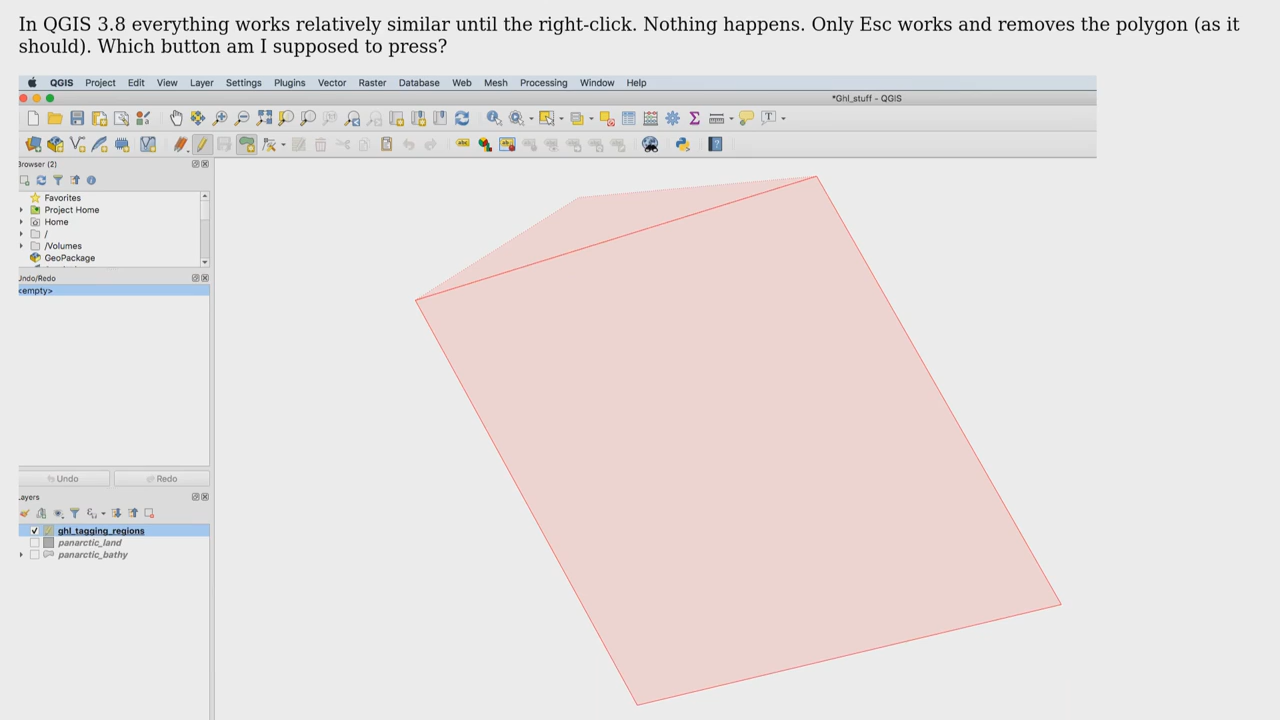 In QGIS 3.8 everything works relatively similar until the right-click. Nothing happens. Only Esc works and removes the polygon (as it
should). Which button am I supposed to press?
QGIS Project Edit View Layer Settings Plugins Vector Raster Database Web Mesh Processing Window Help
*Ghl_stuff - QGIS
Browser (2)
Favorites
Project Home
Home
/
/Volumes
GeoPackage
Undo/Redo
<empty>
Undo Redo
Layers
ghl_tagging_regions
panarctic_land
panarctic_bathy